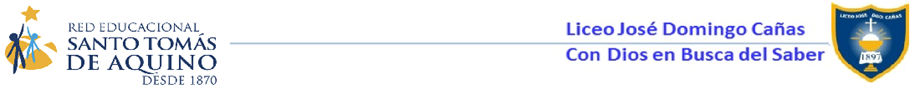 RED EDUCACIONAL
SANTO TOMÁS
DE AQUINO
DESDE 1870
Liceo José Domingo Cañas
Con Dios en Busca del Saber
LICEO JOSÉ DGO. CAÑAS
1897